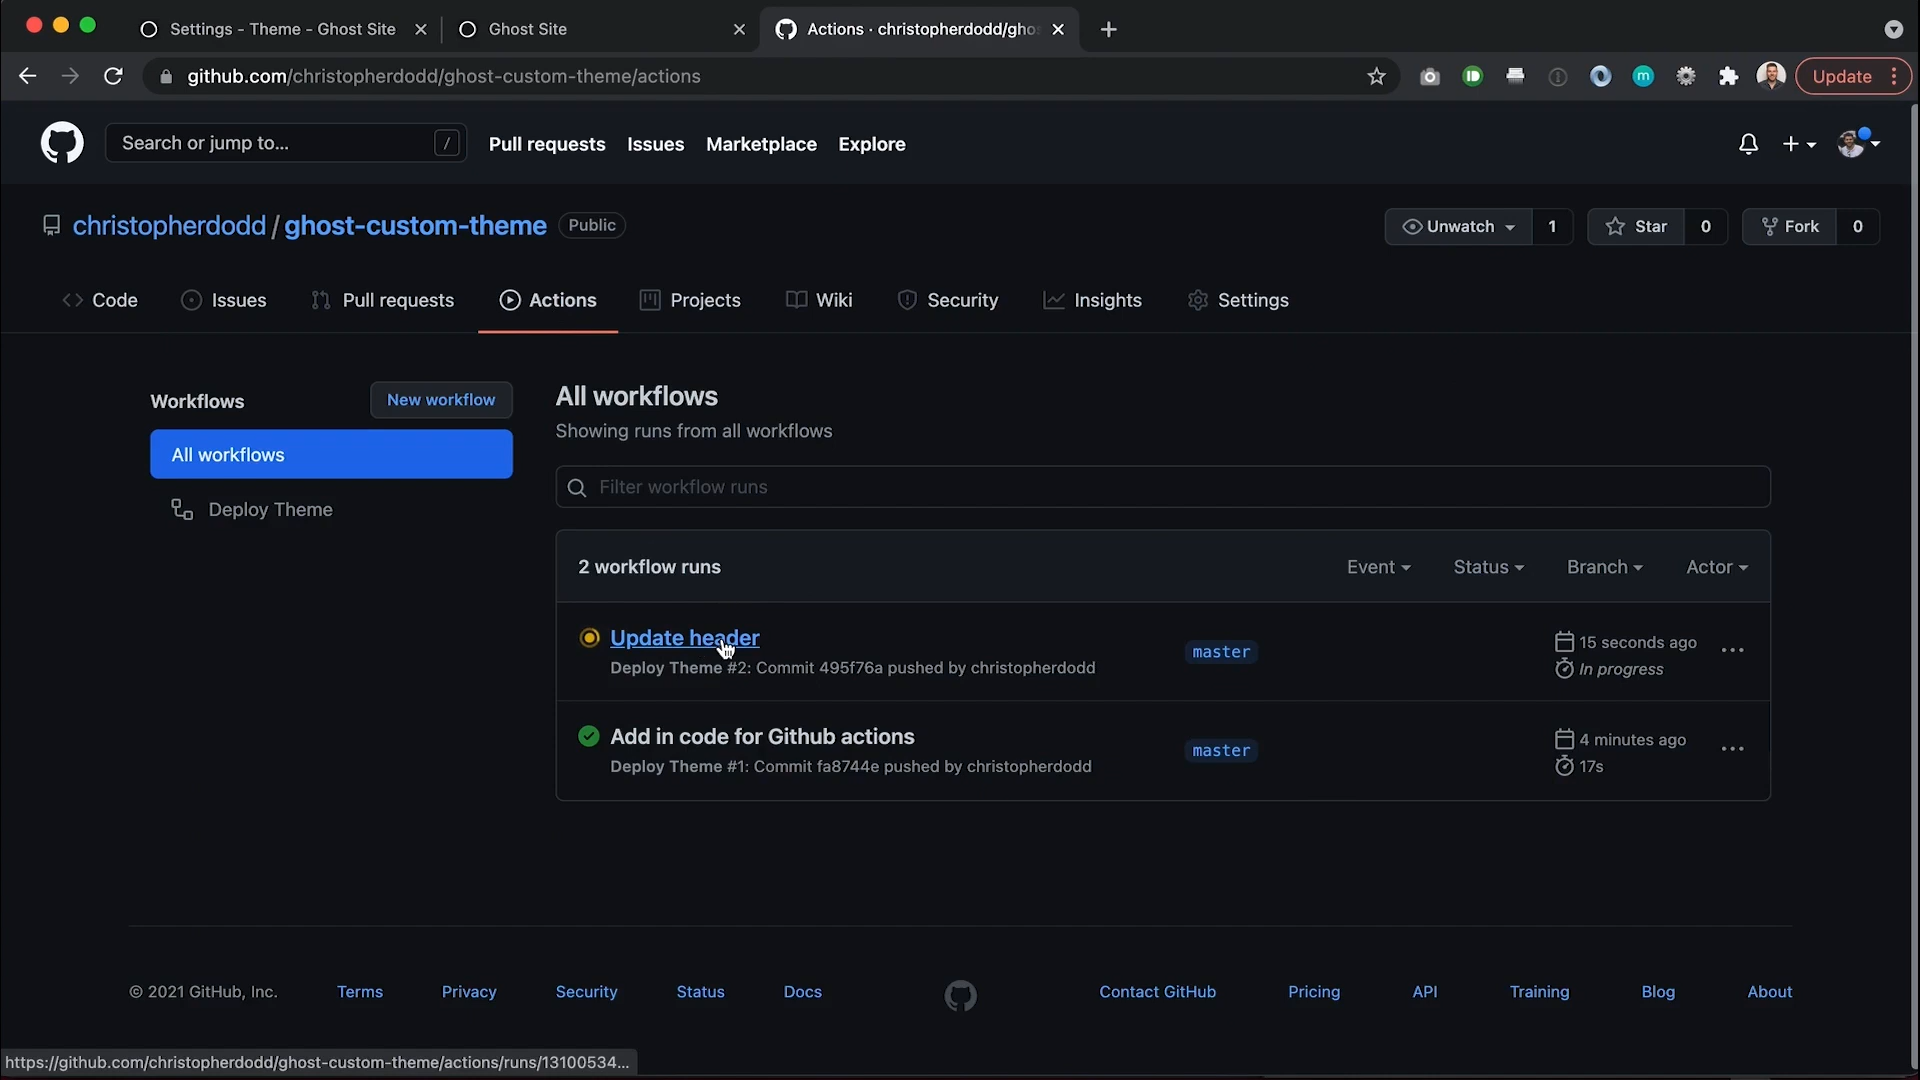 Settings - Theme - Ghost Site
Ghost Site
Actions · christopherdodd/gho
github.com/christopherdodd/ghost-custom-theme/actions
Update
Search or jump to...
/
Pull requests
Issues
Marketplace
Explore
christopherdodd / ghost-custom-theme
Public
Unwatch
1
Star
0
Fork
0
Code
Issues
Pull requests
Actions
Projects
Wiki
Security
Insights
Settings
Workflows
New workflow
All workflows
Deploy Theme
All workflows
Showing runs from all workflows
Filter workflow runs
2 workflow runs
Event
Status
Branch
Actor
Update header
Deploy Theme #2: Commit 495f76a pushed by christopherdodd
master
15 seconds ago
In progress
Add in code for Github actions
Deploy Theme #1: Commit fa8744e pushed by christopherdodd
master
4 minutes ago
17s
© 2021 GitHub, Inc.
Terms
Privacy
Security
Status
Docs
Contact GitHub
Pricing
API
Training
Blog
About
https://github.com/christopherdodd/ghost-custom-theme/actions/runs/13100534...